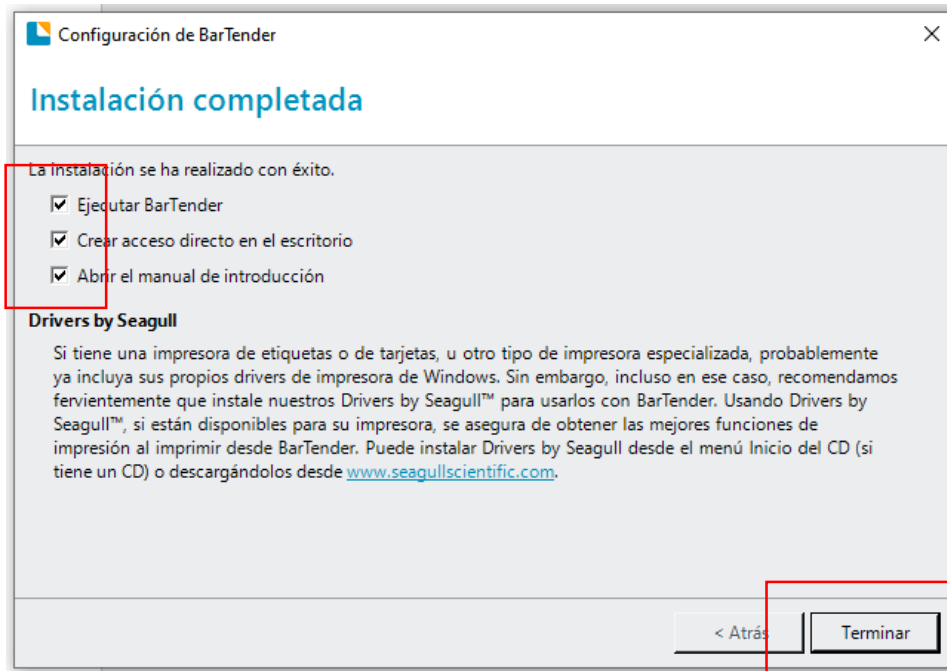 Configuración de BarTender
Instalación completada
La instalación se ha realizado con éxito.
Ejecutar BarTender
Crear acceso directo en el escritorio
Abrir el manual de introducción
Drivers by Seagull
Si tiene una impresora de etiquetas o de tarjetas, u otro tipo de impresora especializada, probablemente
ya incluya sus propios drivers de impresora de Windows. Sin embargo, incluso en ese caso, recomendamos
fervientemente que instale nuestros Drivers by Seagull™ para usarlos con BarTender. Usando Drivers by
Seagull™, si están disponibles para su impresora, se asegura de obtener las mejores funciones de
impresión al imprimir desde BarTender. Puede instalar Drivers by Seagull desde el menú Inicio del CD (si
tiene un CD) o descargándolos desde www.seagullscientific.com.
< Atrás
Terminar